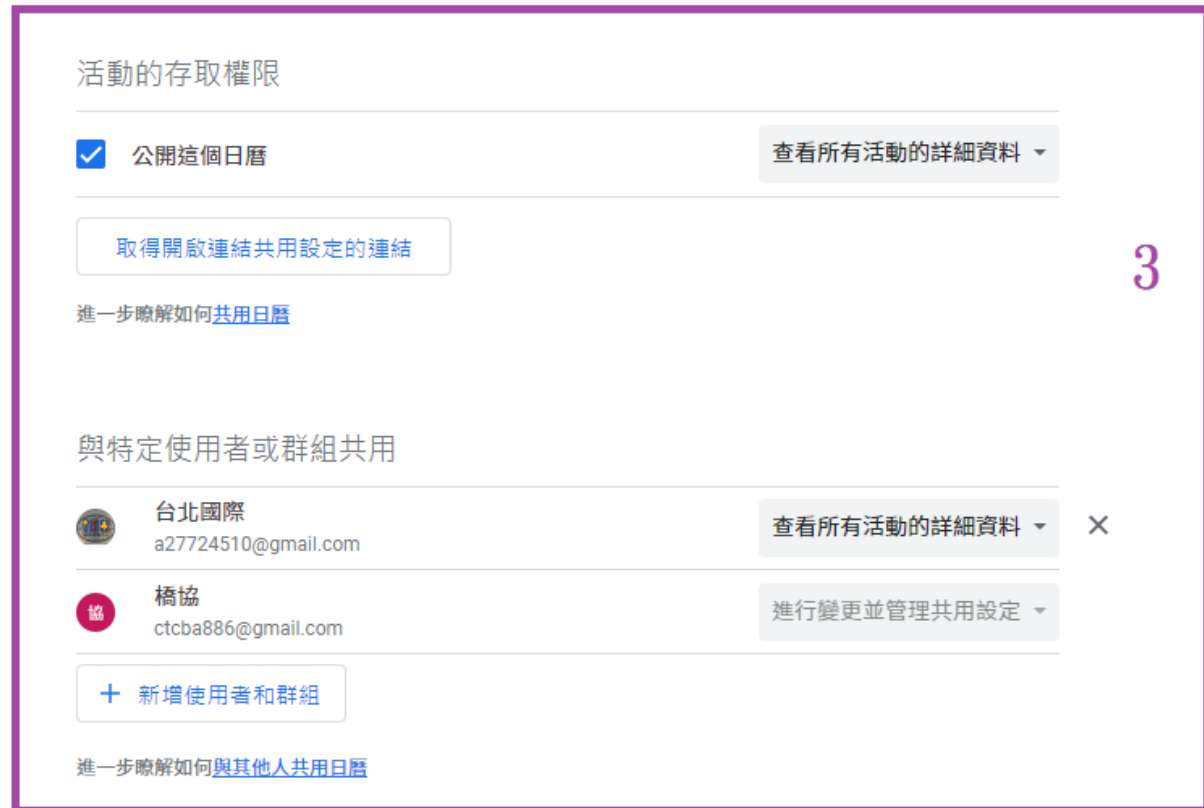 活動的存取權限
公開這個日曆
查看所有活動的詳細資料
取得開啟連結共用設定的連結
3
進一步瞭解如何共用日曆
與特定使用者或群組共用
台北國際
查看所有活動的詳細資料
a27724510@gmail.com
協
橋協
進行變更並管理共用設定
ctcba886@gmail.com
+ 新增使用者和群組
進一步瞭解如何與其他人共用日曆